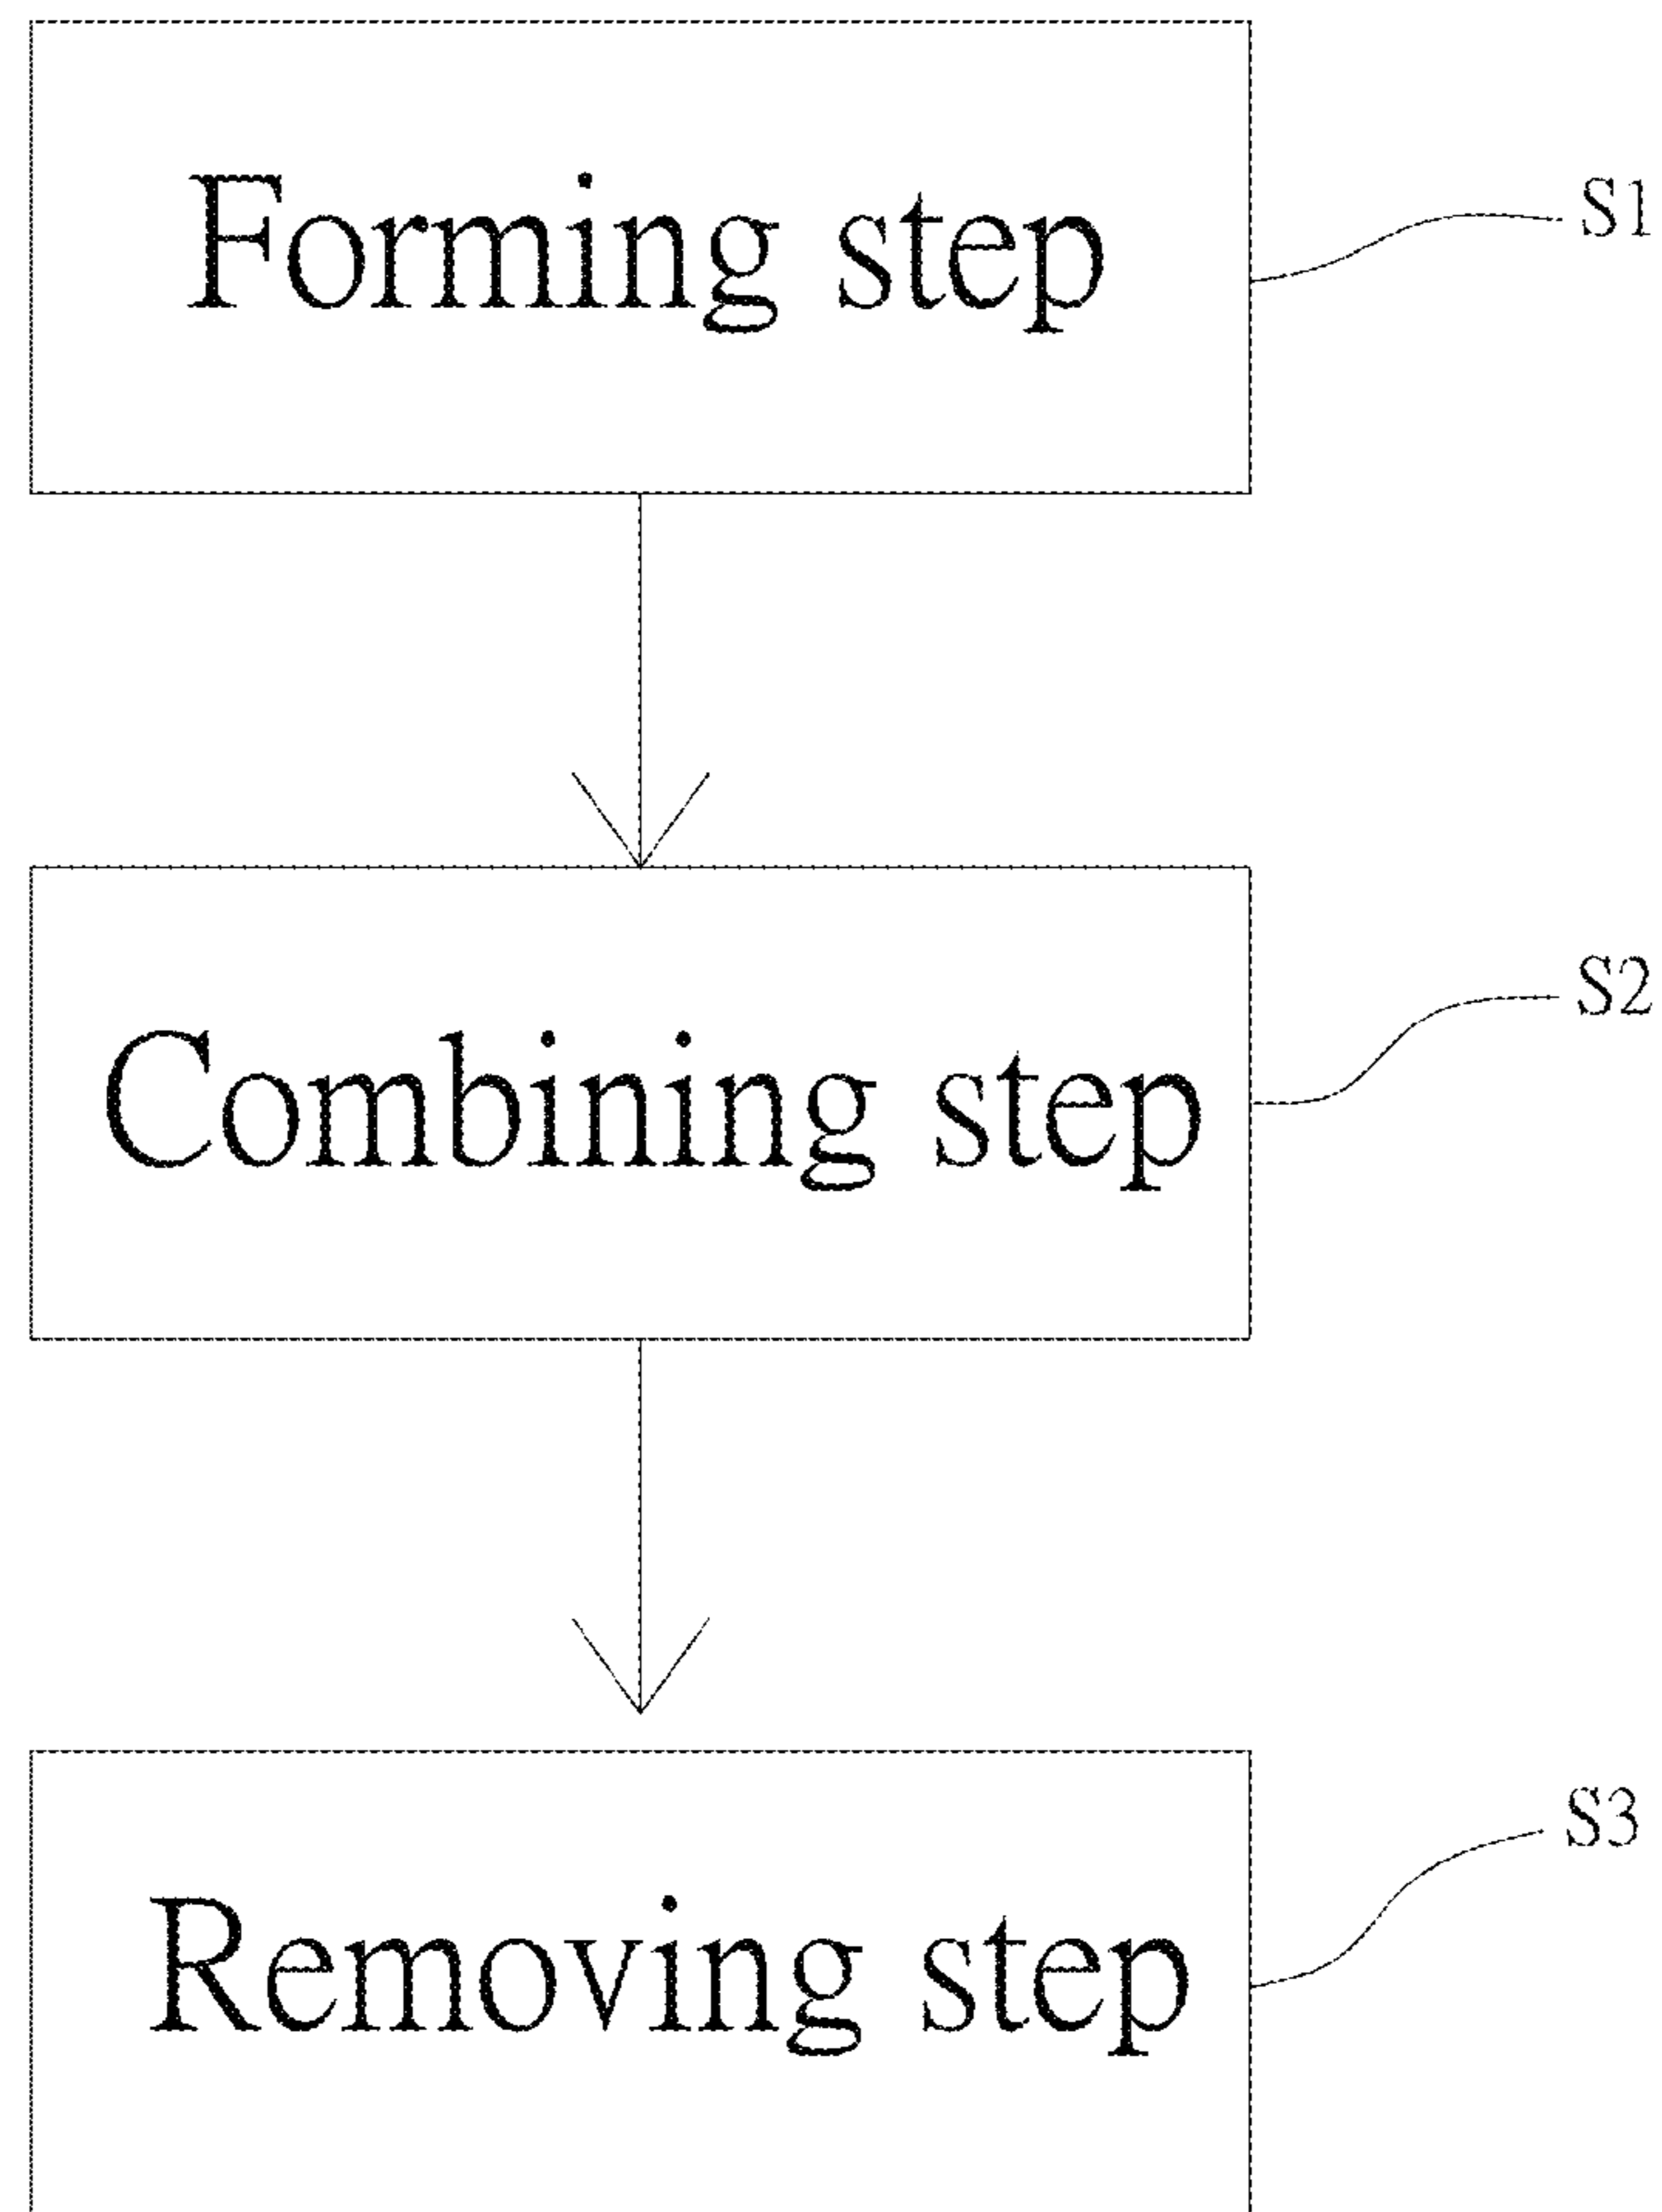 Forming step
S1
Combining step
S2
Removing step
S3